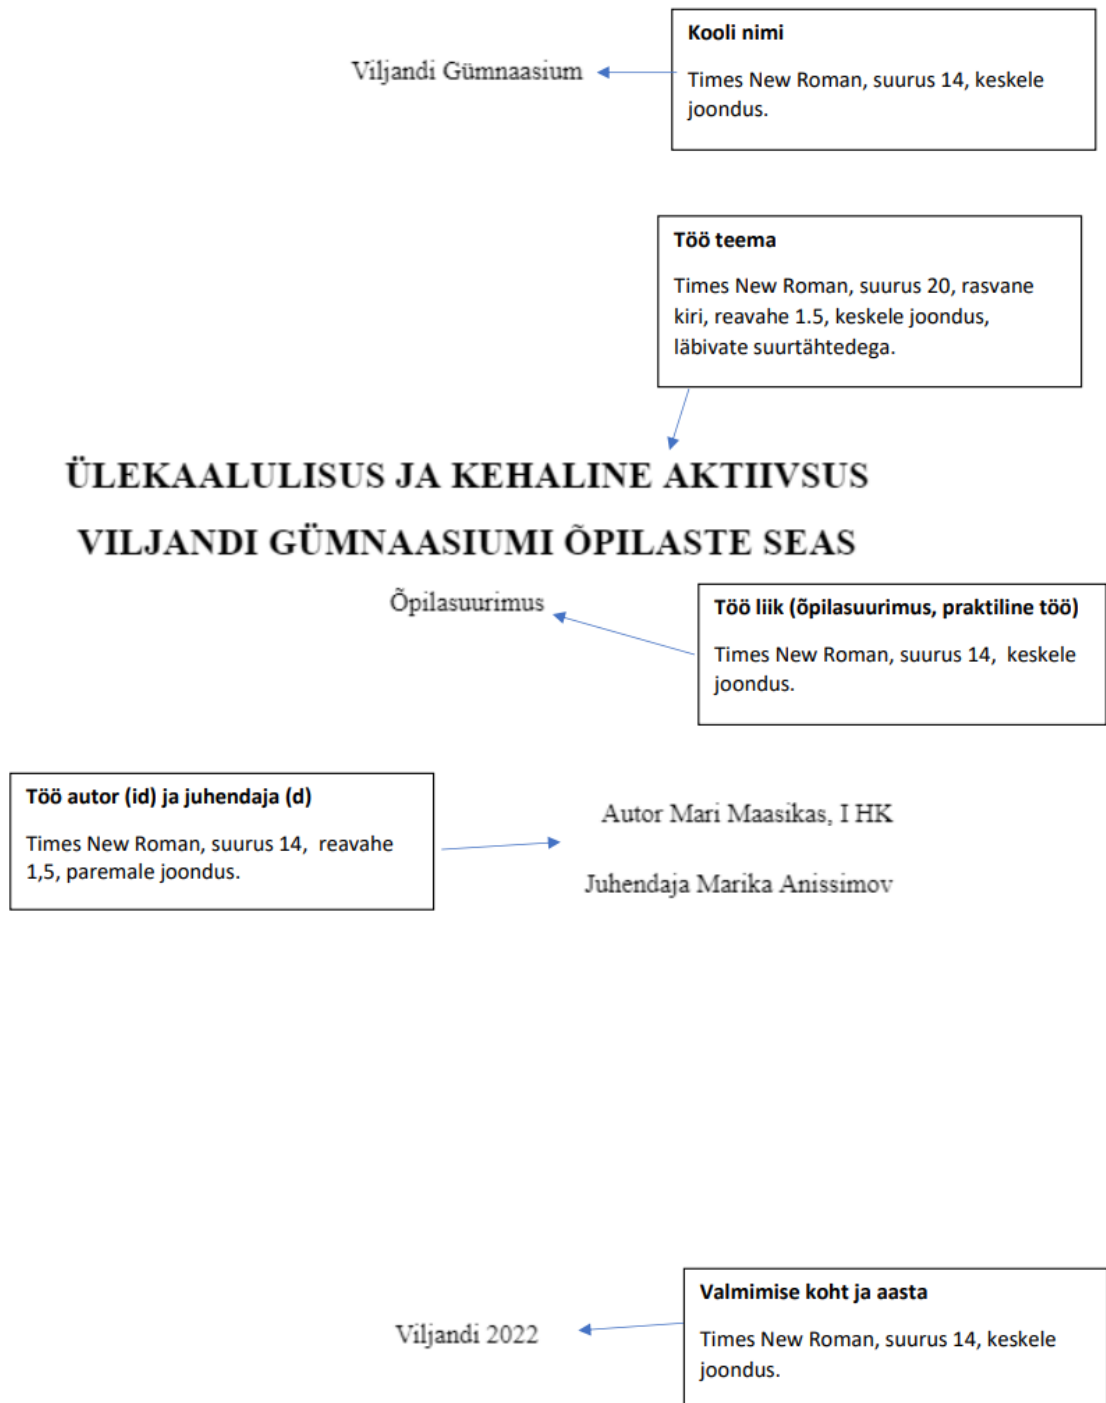 Kooli nimi
Viljandi Gümnaasium
Times New Roman, suurus 14, keskele
joondus.
Töö teema
Times New Roman, suurus 20, rasvane
kiri, reavahe 1.5, keskele joondus,
läbivate suurtähtedega.
ÜLEKAALULISUS JA KEHALINE AKTIIVSUS
VILJANDI GÜMNAASIUMI ÕPILASTE SEAS
Õpilasuurimus
Töö liik (õpilasuurimus, praktiline töö)
Times New Roman, suurus 14,  keskele
joondus.
Töö autor (id) ja juhendaja (d)
Times New Roman, suurus 14,  reavahe
1,5, paremale joondus.
Autor Mari Maasikas, I HK
Juhendaja Marika Anissimov
Valmimise koht ja aasta
Viljandi 2022
Times New Roman, suurus 14, keskele
joondus.